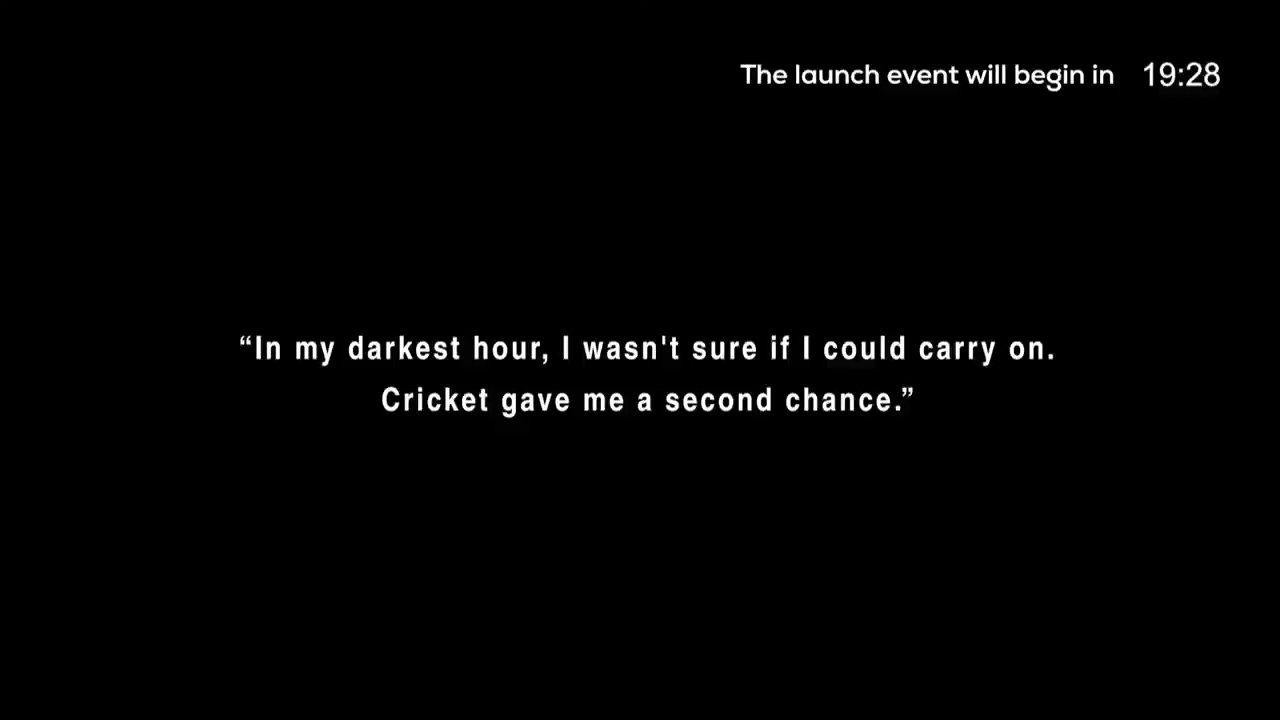 The launch event will begin in 19:28
“In my darkest hour, I wasn't sure if I could carry on.
Cricket gave me a second chance.”